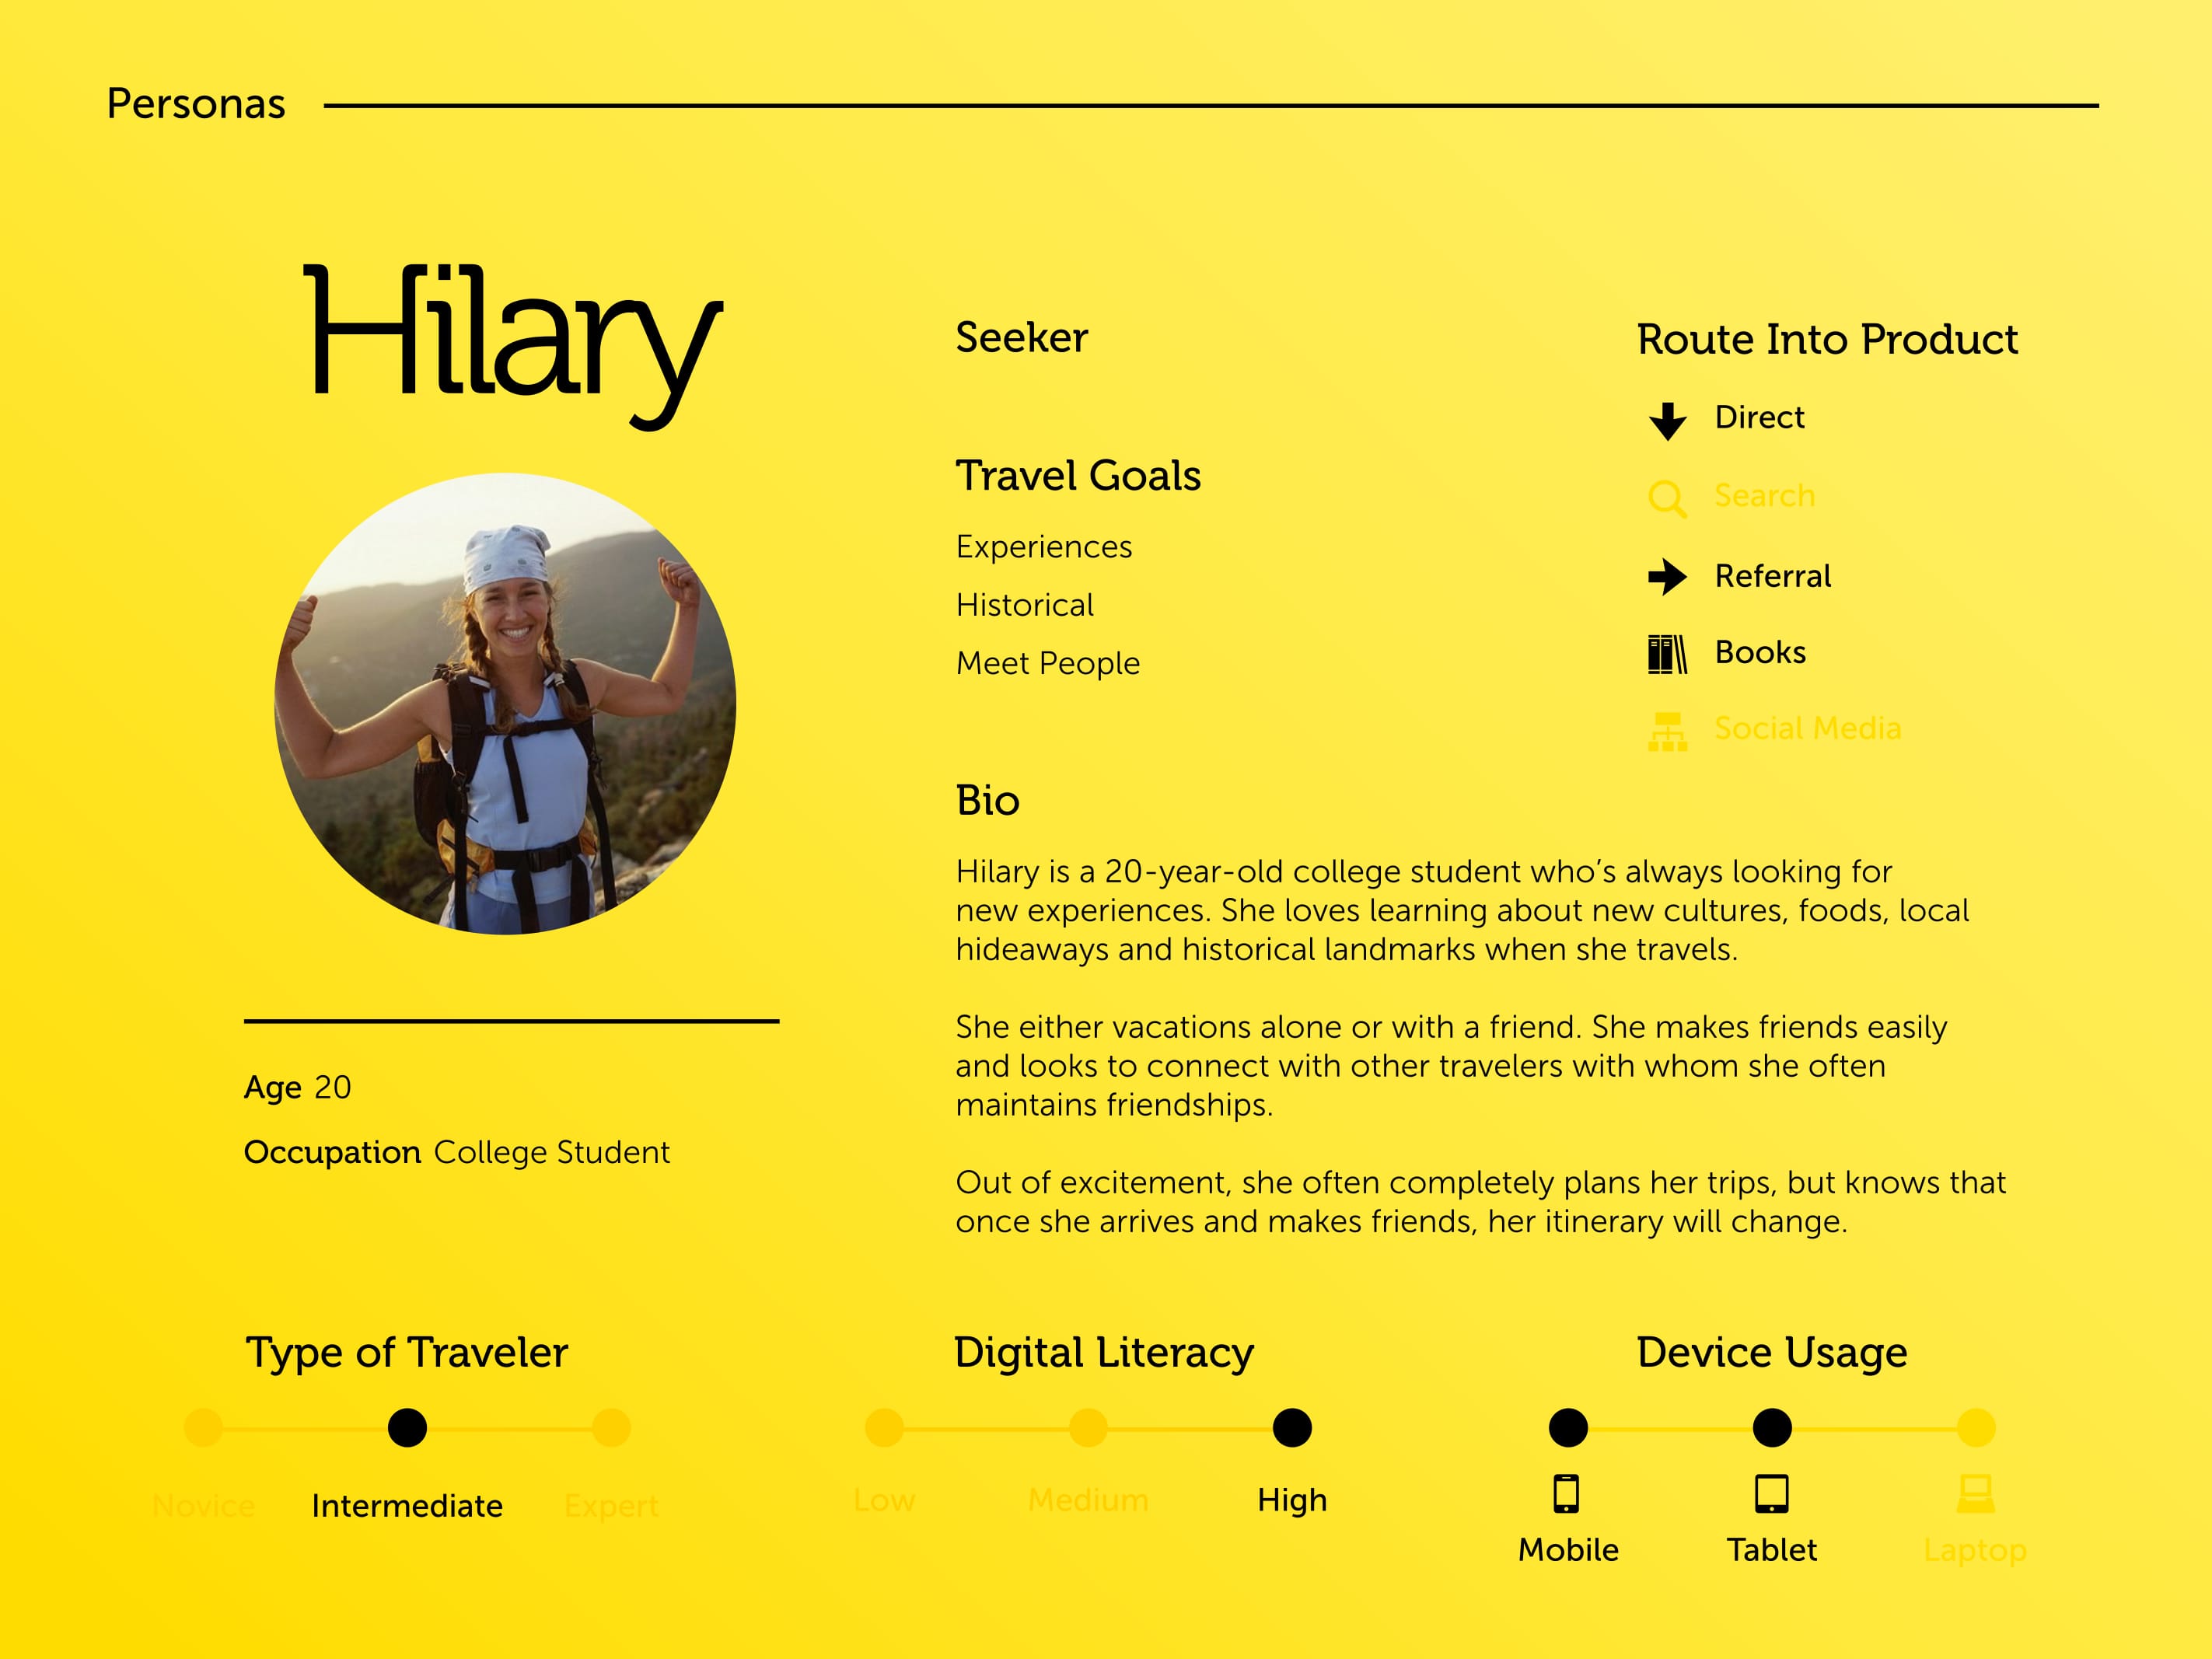 Personas
Hilary
Age 20
Occupation College Student
Seeker
Travel Goals
Experiences
Historical
Meet People
Route Into Product
Direct
Search
Referral
Books
Social Media
Bio
Hilary is a 20-year-old college student who’s always looking for
new experiences. She loves learning about new cultures, foods, local
hideaways and historical landmarks when she travels.
She either vacations alone or with a friend. She makes friends easily
and looks to connect with other travelers with whom she often
maintains friendships.
Out of excitement, she often completely plans her trips, but knows that
once she arrives and makes friends, her itinerary will change.
Type of Traveler
Novice Intermediate Expert
Digital Literacy
Low Medium High
Device Usage
Mobile Tablet Laptop